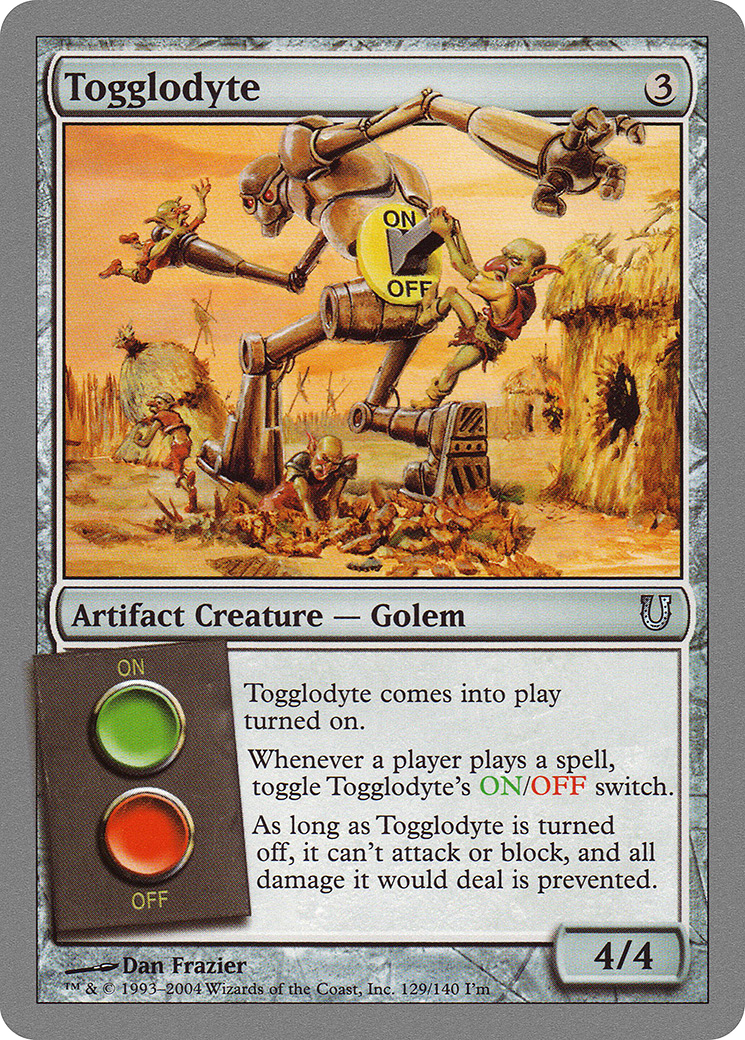 Togglodyte
3
ON
OFF
Artifact Creature — Golem
ON
OFF
Togglodyte comes into play
turned on.
Whenever a player plays a spell,
toggle Togglodyte's ON/OFF switch.
As long as Togglodyte is turned
off, it can't attack or block, and all
damage it would deal is prevented.
4/4
Dan Frazier
™ & © 1993–2004 Wizards of the Coast, Inc. 129/140 I'm